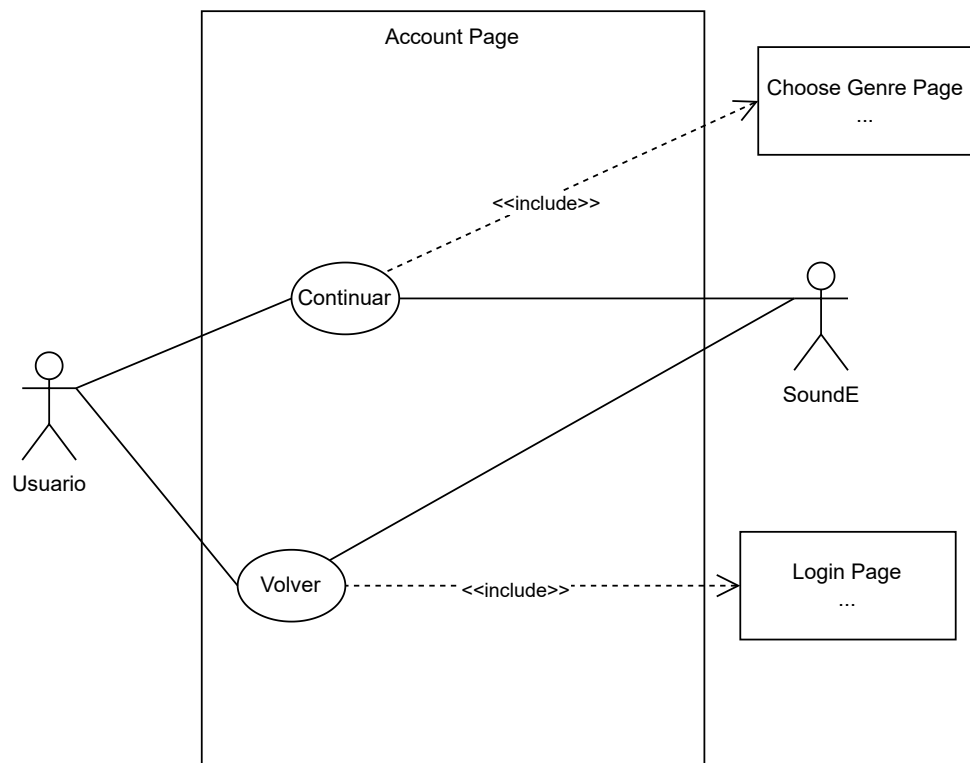 Account Page
Choose Genre Page
...
<<include>>
Continuar
SoundE
Usuario
Volver
<<include>>
Login Page
...